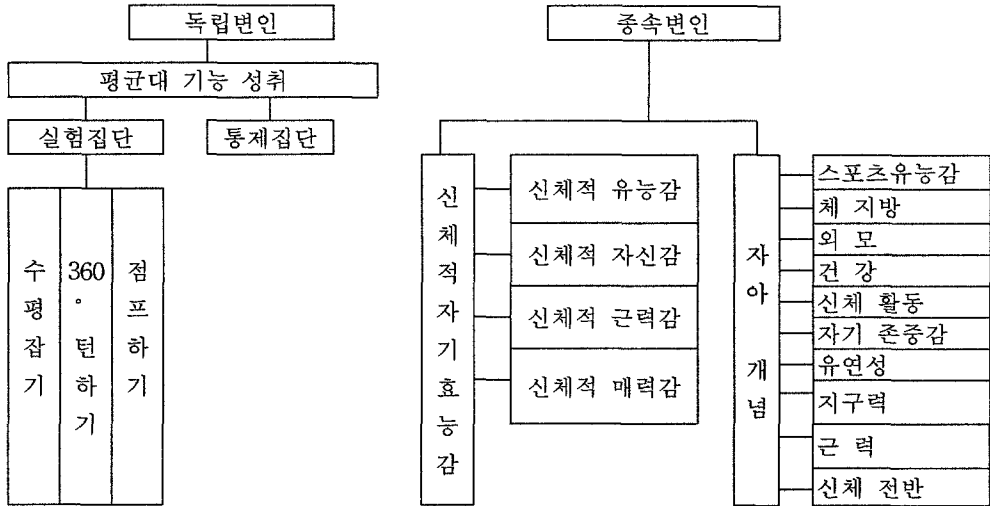 독립변인
평균대 기능 성취
실험집단
통제집단
수평잡기
360° 턴하기
점프하기
종속변인
신체적자기효능감
신체적 유능감
신체적 자신감
신체적 근력감
신체적 매력감
자아 개념
스포츠유능감
체 지방
외 모
건 강
신체 활동
자기 존중감
유연성
지구력
근 력
신체 전반